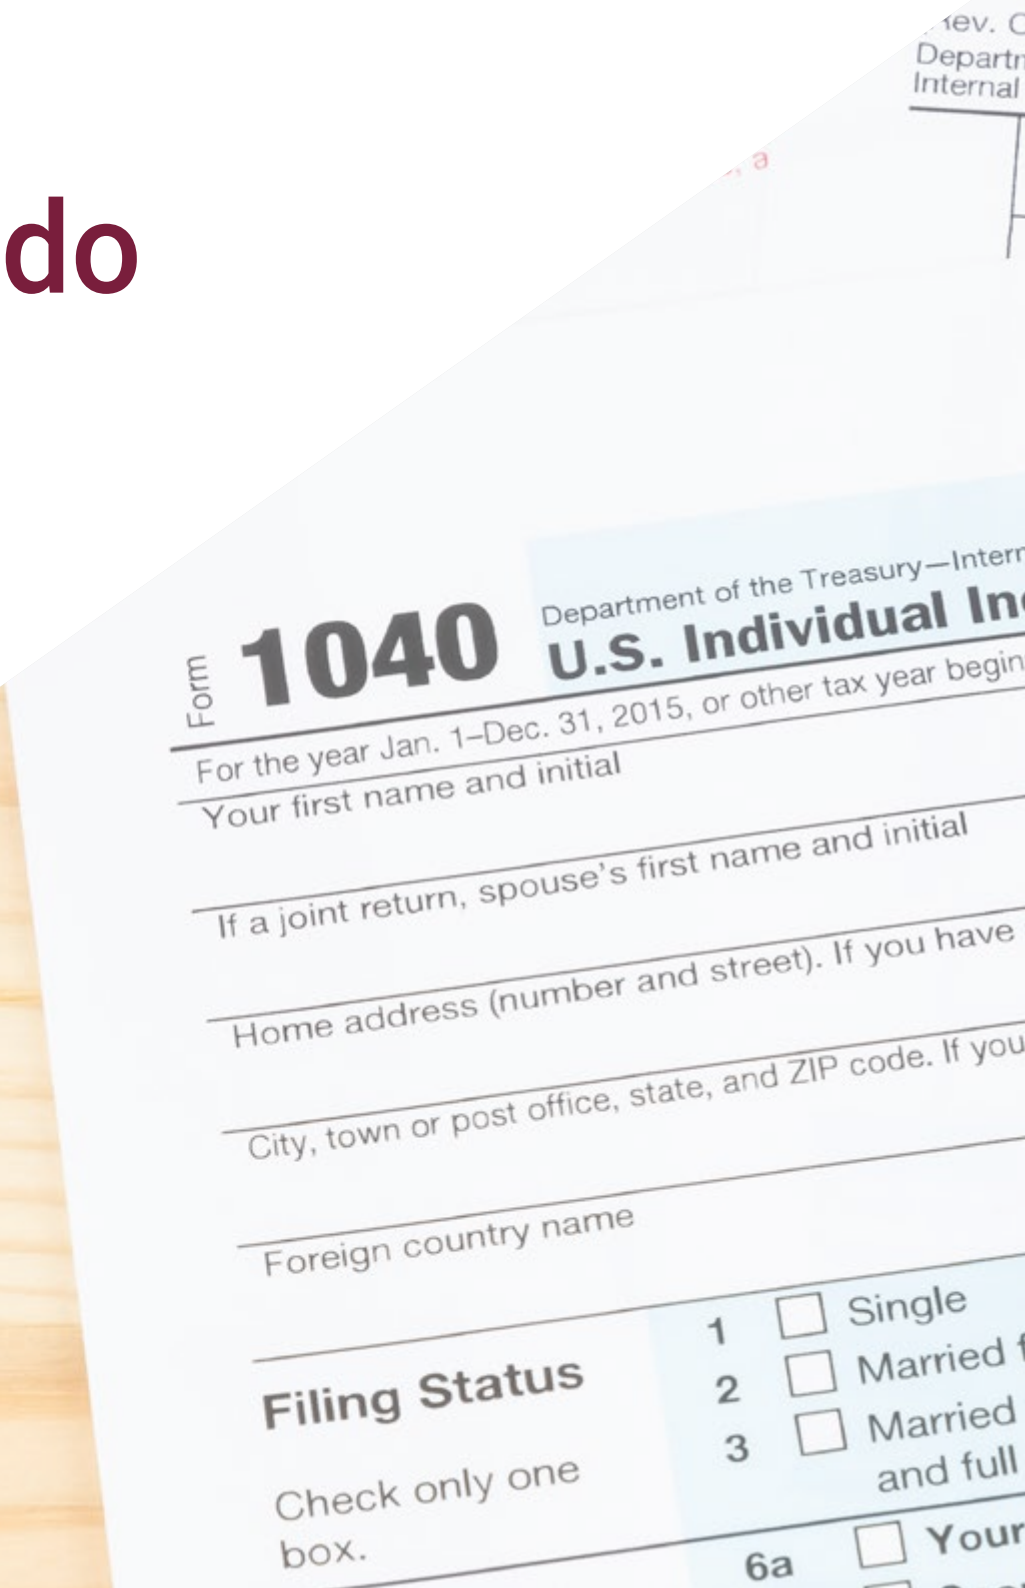 Rev.
Departm
Internal
, a
do
Form 1040
Department of the Treasury—Intern
U.S. Individual Inc
For the year Jan. 1–Dec. 31, 2015, or other tax year begin
Your first name and initial
If a joint return, spouse's first name and initial
Home address (number and street). If you have
City, town or post office, state, and ZIP code. If you
Foreign country name
Filing Status
Check only one
box.
1 Single
2 Married f
3 Married
and full
6a Your